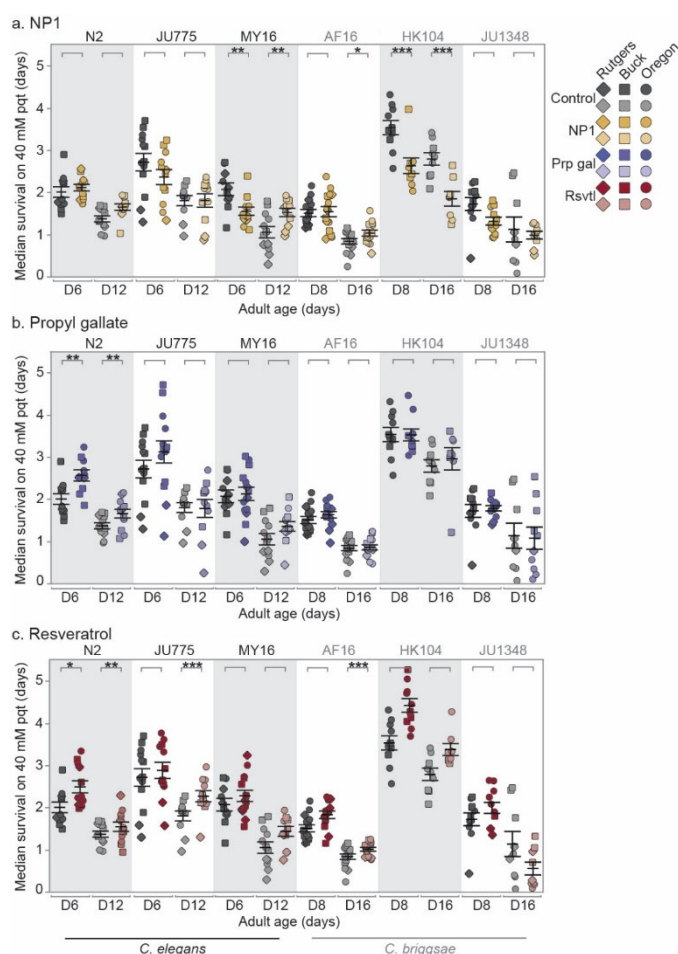 a. NP1
N2 JU775 MY16 AF16 HK104 JU1348
** ** * *** ***
Median survival on 40 mM pqt (days)
5
4
3
2
1
0
D6 D12 D6 D12 D6 D12 D8 D16 D8 D16 D8 D16
Adult age (days)
Rutgers Buck Oregon
Control
NP1
Prp gal
Rsvtl
b. Propyl gallate
N2 JU775 MY16 AF16 HK104 JU1348
** **
Median survival on 40 mM pqt (days)
5
4
3
2
1
0
D6 D12 D6 D12 D6 D12 D8 D16 D8 D16 D8 D16
Adult age (days)
c. Resveratrol
N2 JU775 MY16 AF16 HK104 JU1348
* ** *** ***
Median survival on 40 mM pqt (days)
5
4
3
2
1
0
D6 D12 D6 D12 D6 D12 D8 D16 D8 D16 D8 D16
Adult age (days)
C. elegans C. briggsae